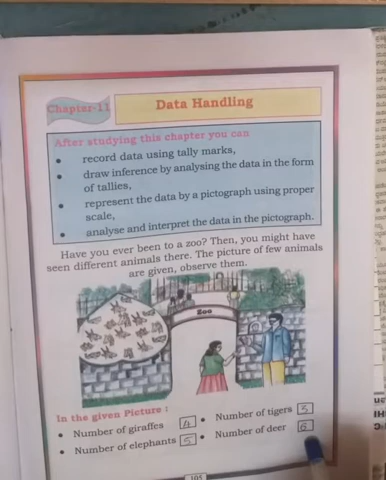 Chapter-11
Data Handling
After studying this chapter you can
• record data using tally marks,
• draw inference by analysing the data in the form
of tallies,
• represent the data by a pictograph using proper
scale,
• analyse and interpret the data in the pictograph.
Have you ever been to a zoo? Then, you might have
seen different animals there. The picture of few animals
are given, observe them.
Zoo
In the given Picture :
• Number of giraffes 4
• Number of tigers 5
• Number of elephants 5
• Number of deer 6
105